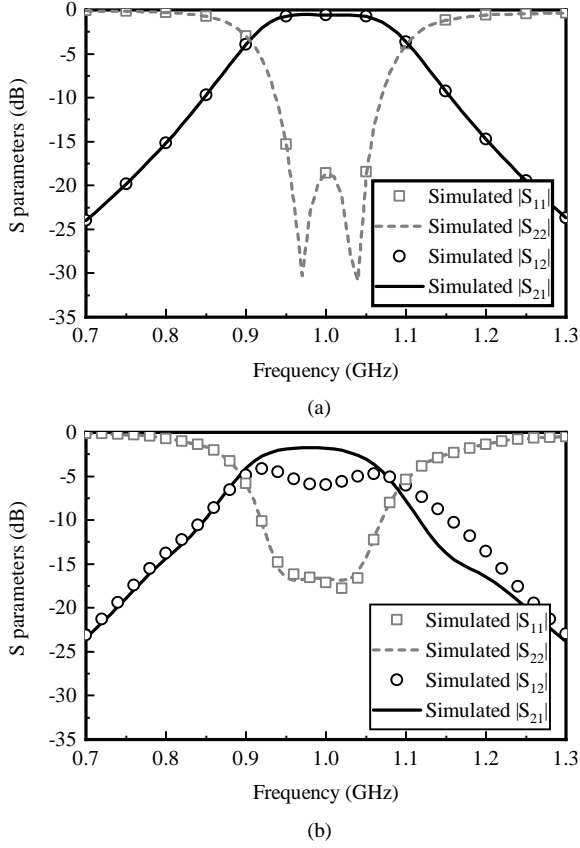 0
-5
-10
-15
-20
-25
-30
-35
S parameters (dB)
Simulated |S11|
Simulated |S22|
Simulated |S12|
Simulated |S21|
0.7 0.8 0.9 1.0 1.1 1.2 1.3
Frequency (GHz)
(a)
0
-5
-10
-15
-20
-25
-30
-35
S parameters (dB)
Simulated |S11|
Simulated |S22|
Simulated |S12|
Simulated |S21|
0.7 0.8 0.9 1.0 1.1 1.2 1.3
Frequency (GHz)
(b)